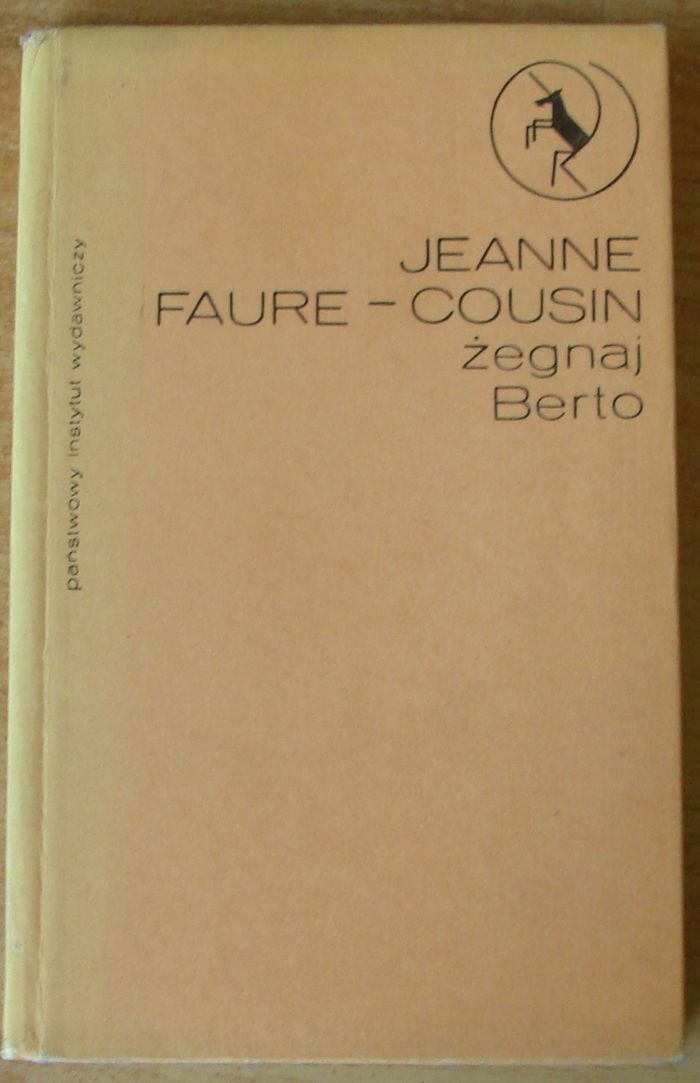 JEANNE
FAURE - COUSIN
żegnaj
Berto
państwowy instytut wydawniczy